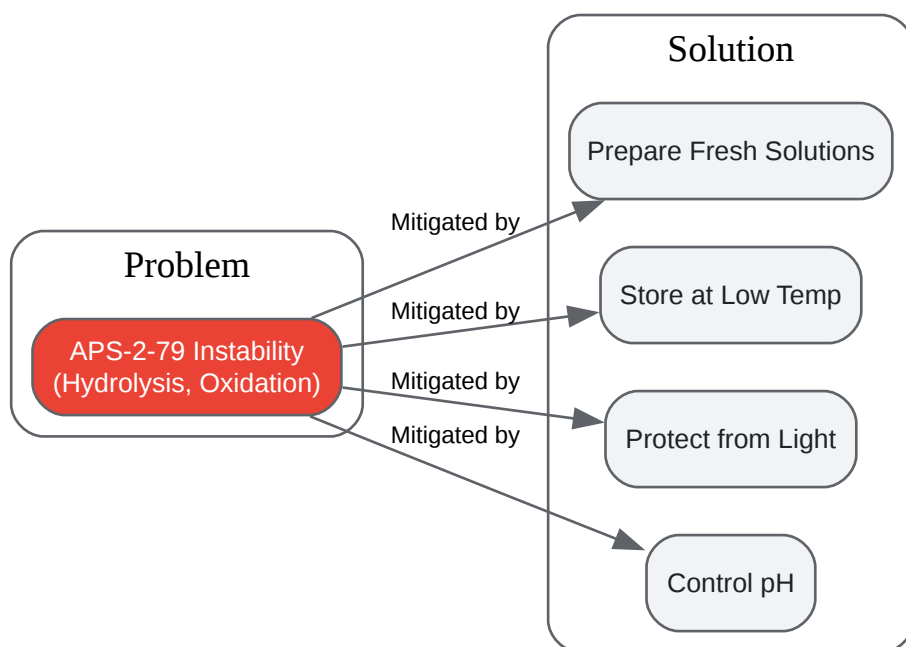 Problem
APS-2-79 Instability
(Hydrolysis, Oxidation)
Mitigated by
Mitigated by
Mitigated by
Mitigated by
Solution
Prepare Fresh Solutions
Store at Low Temp
Protect from Light
Control pH